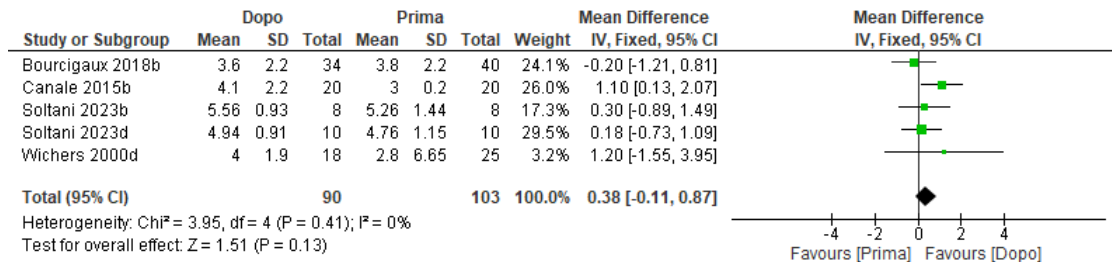 Dopo Prima Mean Difference Mean Difference
Study or Subgroup Mean SD Total Mean SD Total Weight IV, Fixed, 95% CI IV, Fixed, 95% CI
Bourcigaux 2018b 3.6 2.2 34 3.8 2.2 40 24.1% -0.20 [-1.21, 0.81]
Canale 2015b 4.1 2.2 20 3 0.2 20 26.0% 1.10 [0.13, 2.07]
Soltani 2023b 5.56 0.93 8 5.26 1.44 8 17.3% 0.30 [-0.89, 1.49]
Soltani 2023d 4.94 0.91 10 4.76 1.15 10 29.5% 0.18 [-0.73, 1.09]
Wichers 2000d 4 1.9 18 2.8 6.65 25 3.2% 1.20 [-1.55, 3.95]
Total (95% CI) 90 103 100.0% 0.38 [-0.11, 0.87]
Heterogeneity: Chi² = 3.95, df = 4 (P = 0.41); I² = 0%
Test for overall effect: Z = 1.51 (P = 0.13)
-4 -2 0 2 4
Favours [Prima] Favours [Dopo]